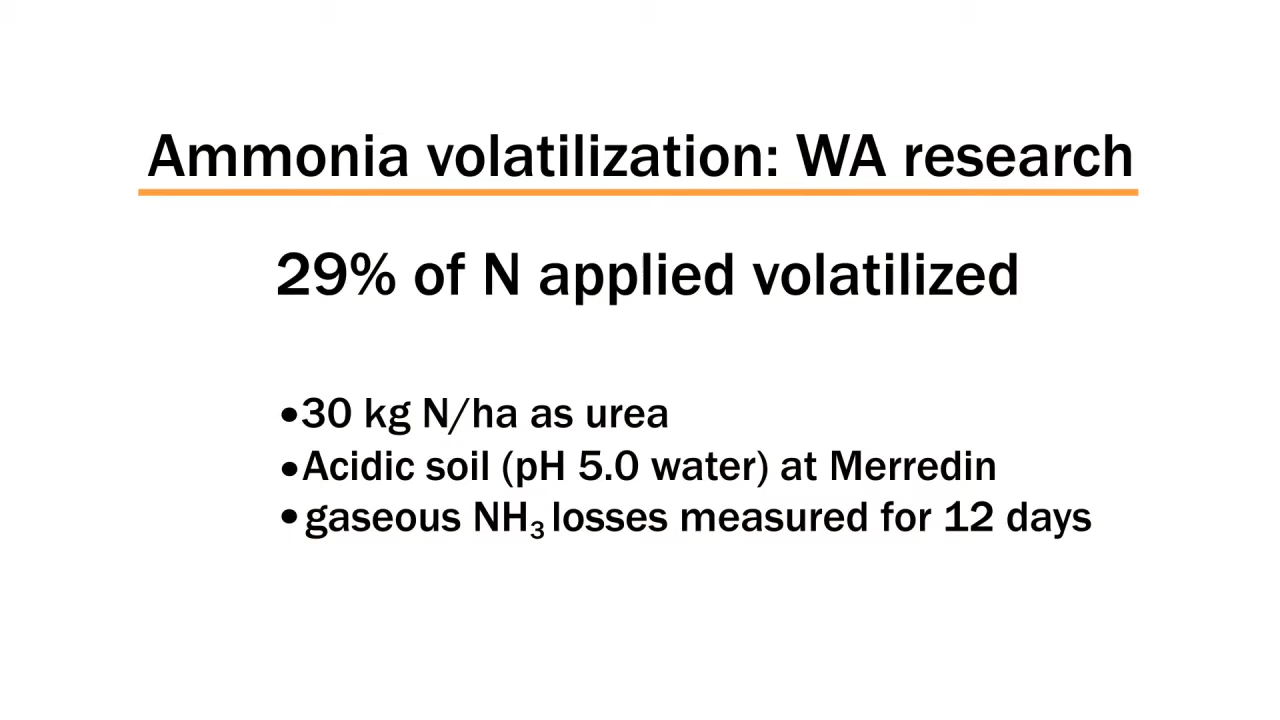 Ammonia volatilization: WA research
29% of N applied volatilized
•30 kg N/ha as urea
•Acidic soil (pH 5.0 water) at Merredin
•gaseous NH₃ losses measured for 12 days